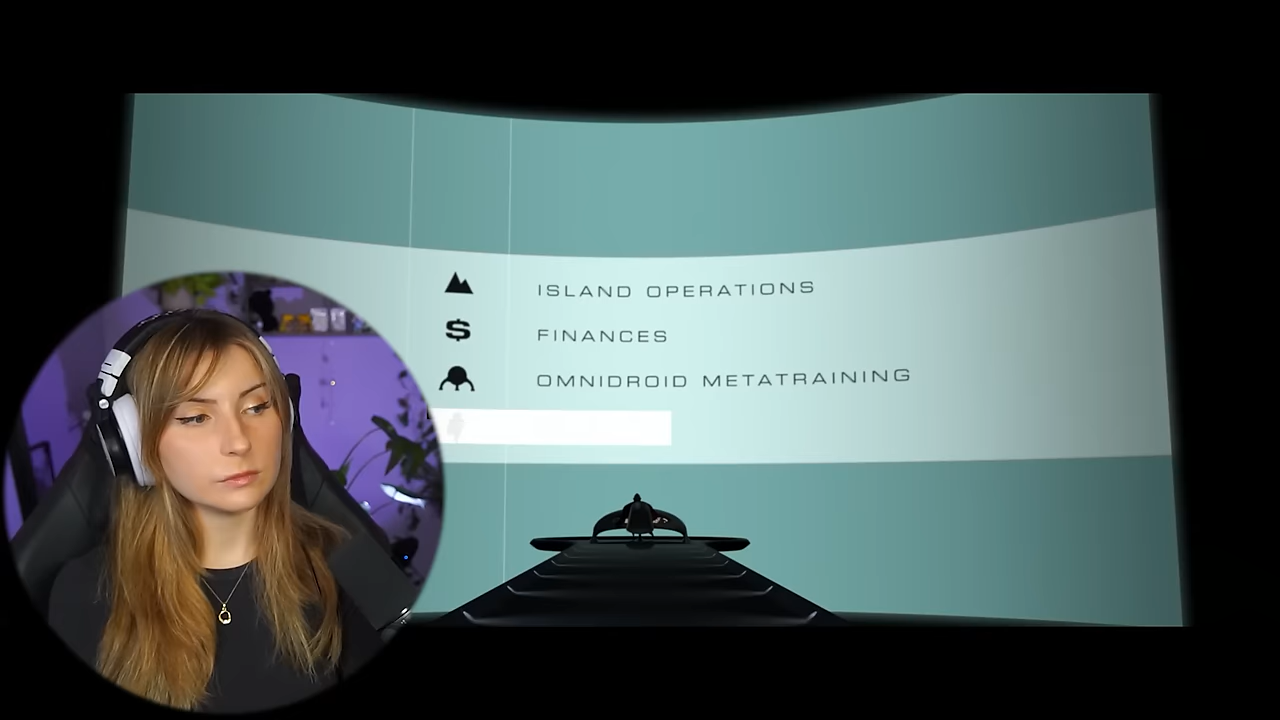 ISLAND OPERATIONS
$ FINANCES
OMNIDROID METATRAINING